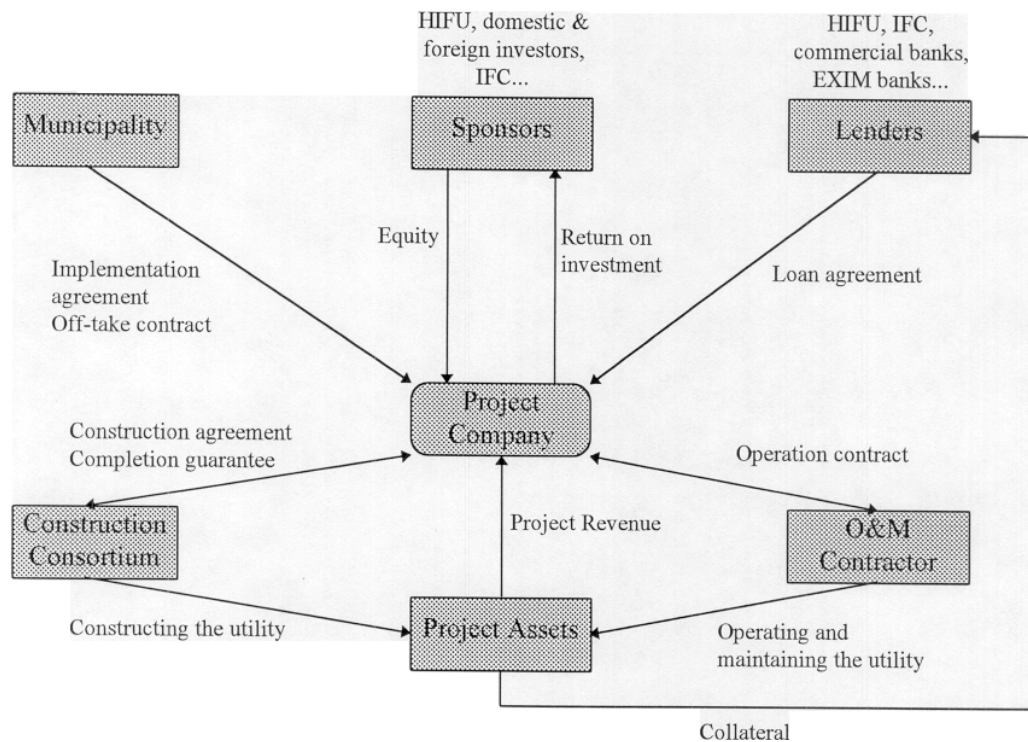 HIFU, domestic &
foreign investors,
IFC...
HIFU, IFC,
commercial banks,
EXIM banks...
Municipality
Sponsors
Lenders
Equity
Return on
investment
Implementation
agreement
Off-take contract
Loan agreement
Project
Company
Construction agreement
Completion guarantee
Operation contract
Construction
Consortium
Project Revenue
O&M
Contractor
Constructing the utility
Project Assets
Operating and
maintaining the utility
Collateral